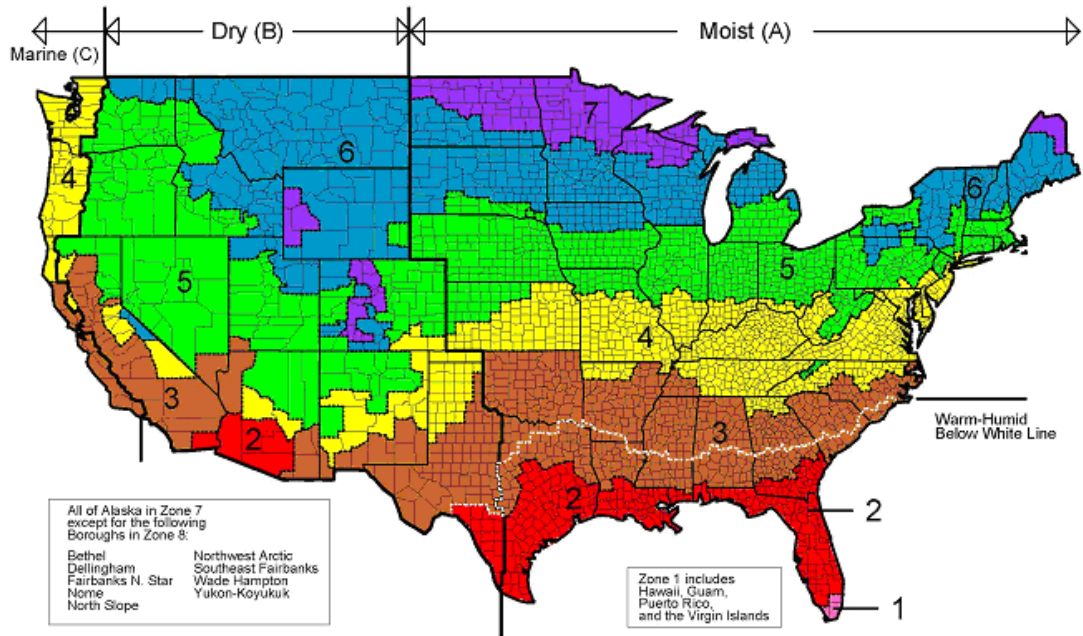 Dry (B)
Moist (A)
Marine (C)
7
6
4
6
5
5
4
3
3
2
2
Warm-Humid
Below White Line
2
1
All of Alaska in Zone 7
except for the following
Boroughs in Zone 8:
Bethel
Dellingham
Fairbanks N. Star
Nome
North Slope
Northwest Arctic
Southeast Fairbanks
Wade Hampton
Yukon-Koyukuk
Zone 1 includes
Hawaii, Guam,
Puerto Rico,
and the Virgin Islands